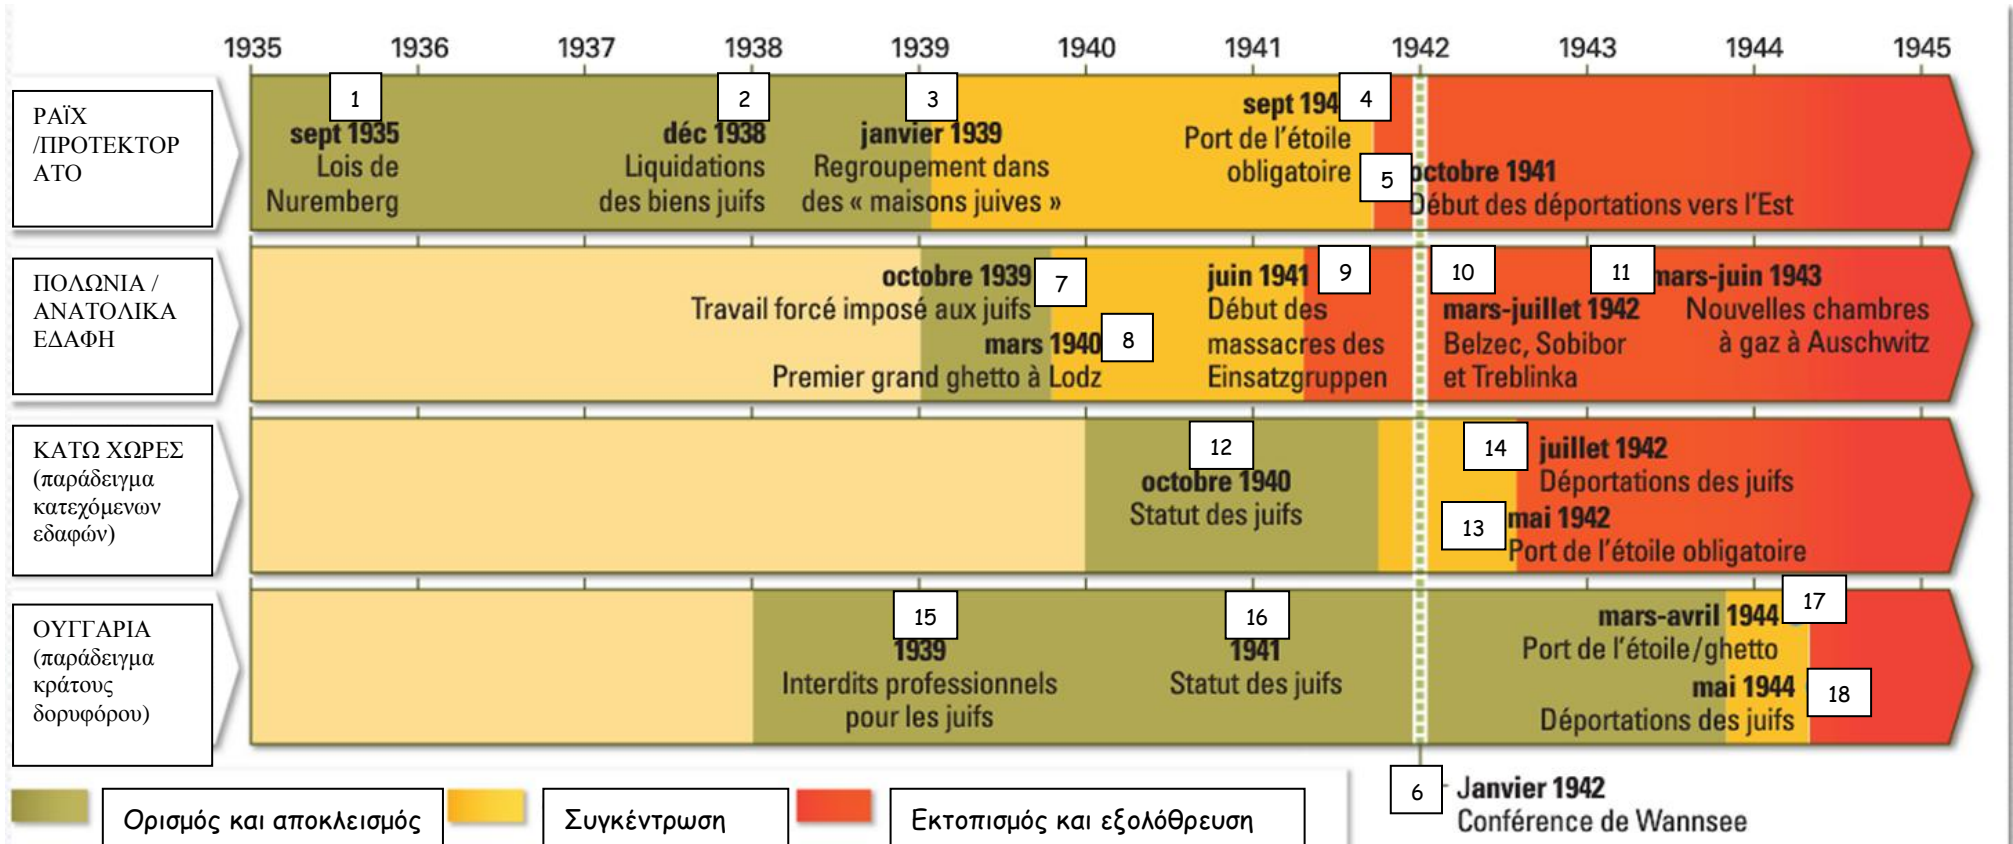 1935 1936 1937 1938 1939 1940 1941 1942 1943 1944 1945
ΡΑΪΧ
/ΠΡΟΤΕΚΤΟΡ
ΑΤΟ
1
sept 1935
Lois de
Nuremberg
2
déc 1938
Liquidations
des biens juifs
3
janvier 1939
Regroupement dans
des « maisons juives »
sept 194
4
Port de l’étoile
obligatoire
5
octobre 1941
Début des déportations vers l’Est
ΠΟΛΩΝΙΑ /
ΑΝΑΤΟΛΙΚΑ
ΕΔΑΦΗ
octobre 1939
7
Travail forcé imposé aux juifs
mars 1940
8
Premier grand ghetto à Lodz
juin 1941
9
Début des
massacres des
Einsatzgruppen
10
mars-juillet 1942
Belzec, Sobibor
et Treblinka
11
mars-juin 1943
Nouvelles chambres
à gaz à Auschwitz
ΚΑΤΩ ΧΩΡΕΣ
(παράδειγμα
κατεχόμενων
εδαφών)
12
octobre 1940
Statut des juifs
14
juillet 1942
Déportations des juifs
13
mai 1942
Port de l’étoile obligatoire
ΟΥΓΓΑΡΙΑ
(παράδειγμα
κράτους
δορυφόρου)
15
1939
Interdits professionnels
pour les juifs
16
1941
Statut des juifs
mars-avril 1944
17
Port de l’étoile/ghetto
mai 1944
18
Déportations des juifs
6
Janvier 1942
Conférence de Wannsee
Ορισμός και αποκλεισμός
Συγκέντρωση
Εκτοπισμός και εξολόθρευση